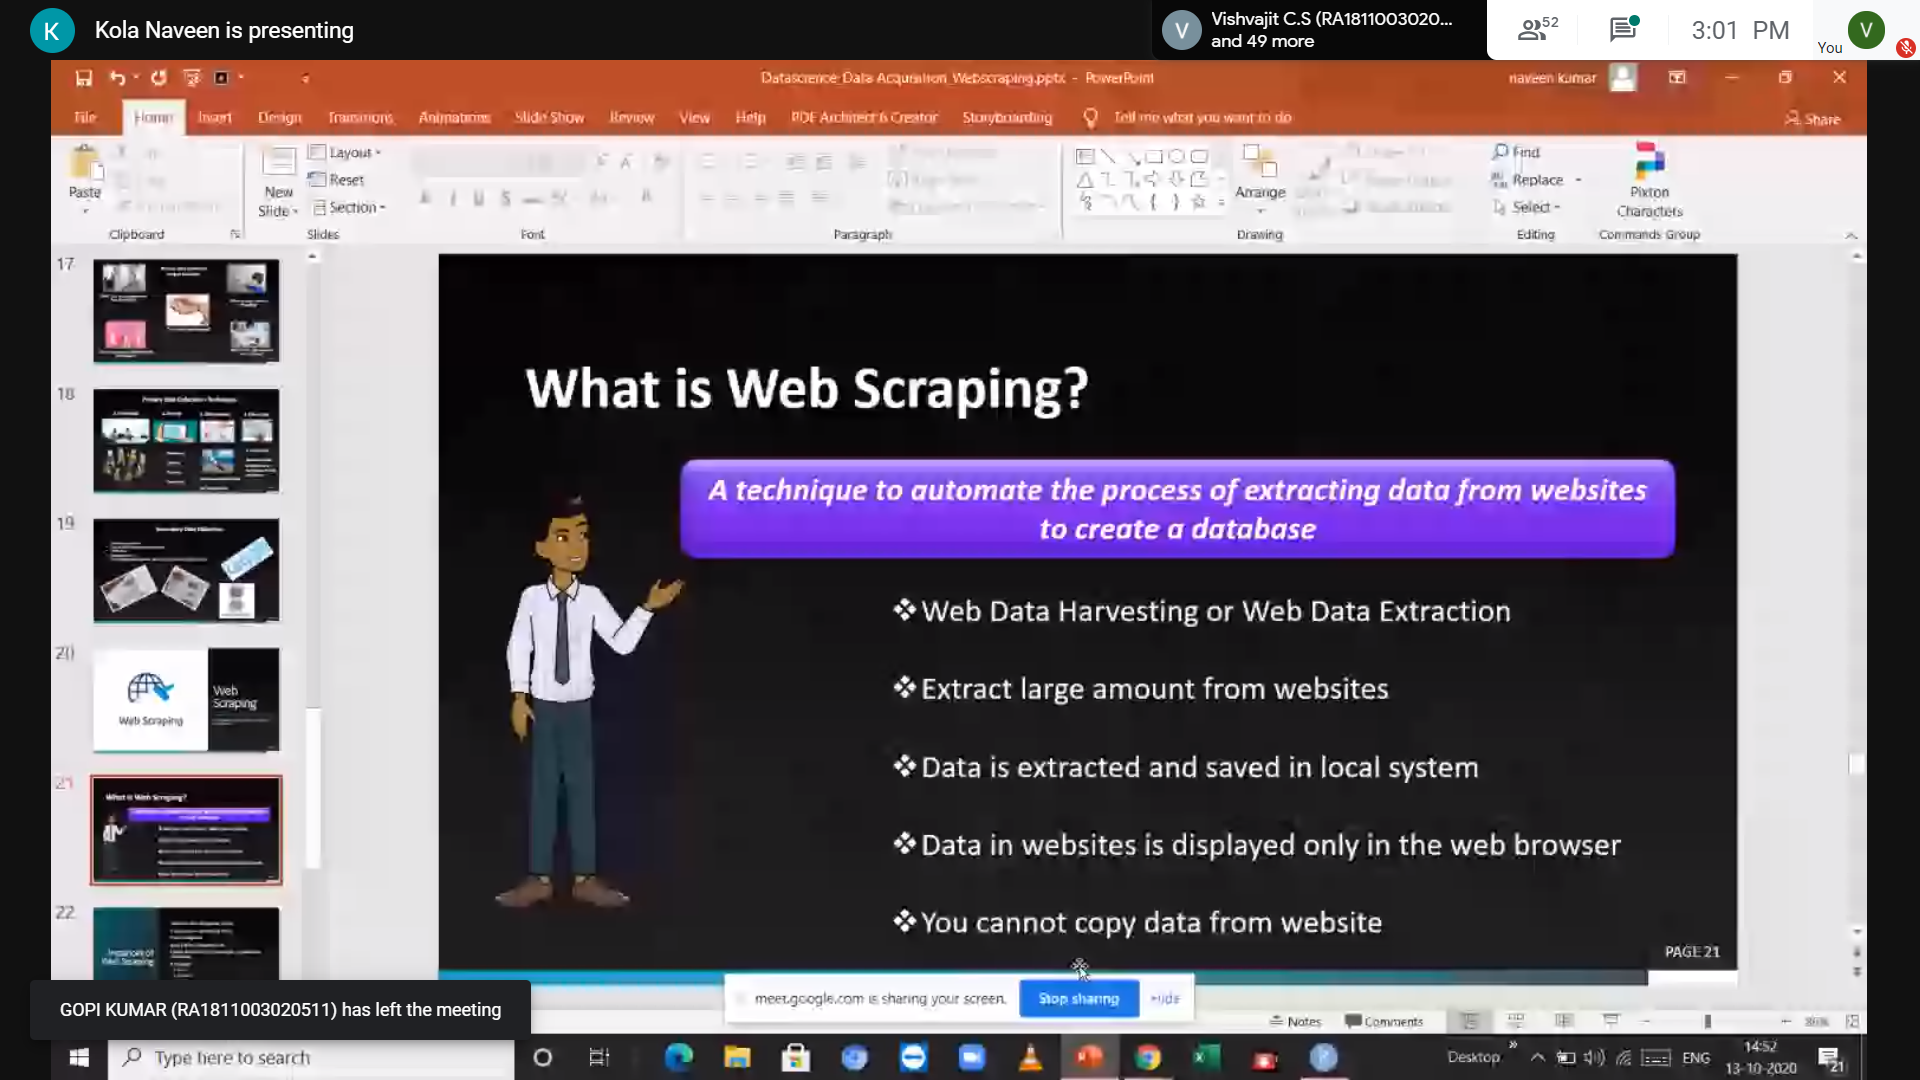 K
Kola Naveen is presenting
V
Vishvajit C.S (RA1811003020...
and 49 more
52
3:01 PM
You
V
Datascience_Data Acquisition_Webscraping.pptx - PowerPoint
naveen kumar
File
Home
Insert
Design
Transitions
Animations
Slide Show
Review
View
Help
PDF Architect 6 Creator
Storyboarding
Tell me what you want to do
Share
Paste
New
Slide
Layout
Reset
Section
Arrange
Find
Replace
Select
Pixton
Characters
Clipboard
Slides
Font
Paragraph
Drawing
Editing
Commands Group
17
18
19
20
Web Scraping
Web
Scraping
21
What is Web Scraping?
22
What is Web Scraping?
A technique to automate the process of extracting data from websites
to create a database
❖Web Data Harvesting or Web Data Extraction
❖Extract large amount from websites
❖Data is extracted and saved in local system
❖Data in websites is displayed only in the web browser
❖You cannot copy data from website
PAGE 21
GOPI KUMAR (RA1811003020511) has left the meeting
meet.google.com is sharing your screen.
Stop sharing
Hide
Notes
Comments
Type here to search
Desktop
ENG
14:52
13-10-2020
21